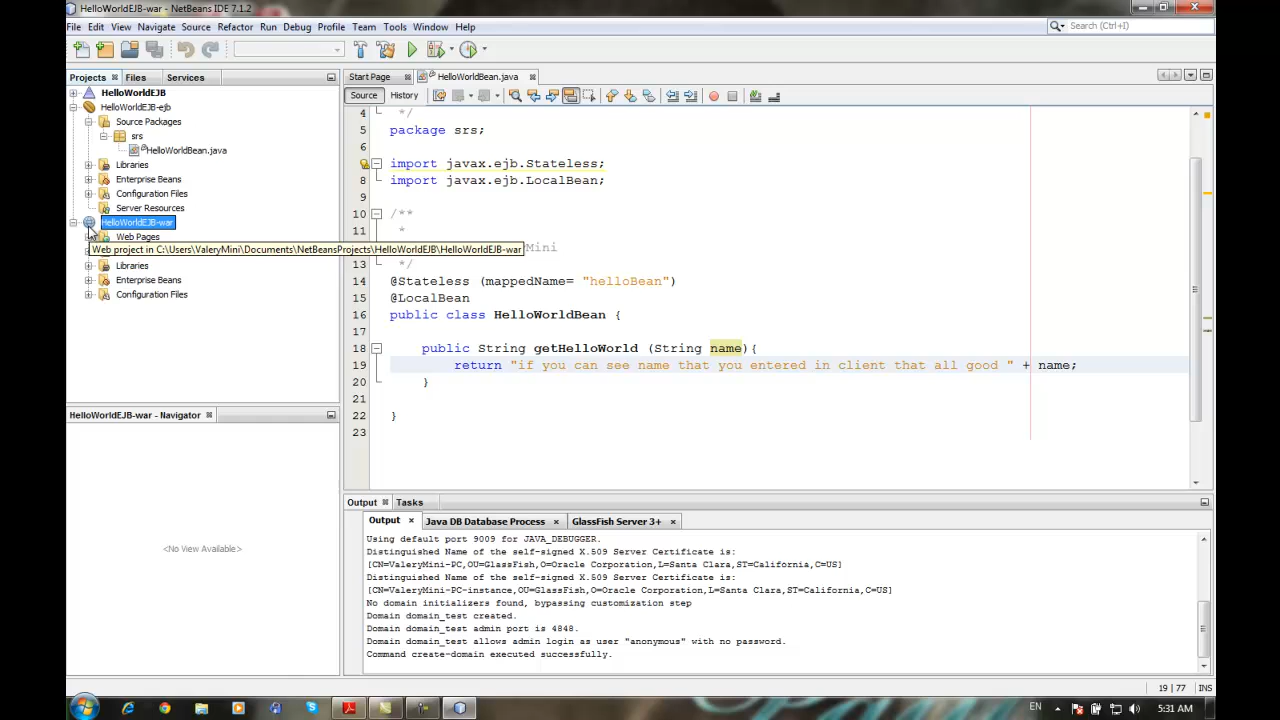 HelloWorldEJB-war - NetBeans IDE 7.1.2
File Edit View Navigate Source Refactor Run Debug Profile Team Tools Window Help
Search (Ctrl+I)
Projects Files Services
HelloWorldEJB
HelloWorldEJB-ejb
Source Packages
srs
HelloWorldBean.java
Libraries
Enterprise Beans
Configuration Files
Server Resources
HelloWorldEJB-war
Web Pages
Web project in C:\Users\ValeryMini\Documents\NetBeansProjects\HelloWorldEJB\HelloWorldEJB-war
Libraries
Enterprise Beans
Configuration Files
HelloWorldEJB-war - Navigator
<No View Available>
Start Page HelloWorldBean.java
Source History
4 */
5 package srs;
6
7 import javax.ejb.Stateless;
8 import javax.ejb.LocalBean;
9
10 /**
11 *
Mini
13 */
14 @Stateless (mappedName= "helloBean")
15 @LocalBean
16 public class HelloWorldBean {
17
18 public String getHelloWorld (String name){
19 return "if you can see name that you entered in client that all good " + name;
20 }
21
22 }
23
Output Tasks
Output Java DB Database Process GlassFish Server 3+
Using default port 9009 for JAVA_DEBUGGER.
Distinguished Name of the self-signed X.509 Server Certificate is:
[CN=ValeryMini-PC,OU=GlassFish,O=Oracle Corporation,L=Santa Clara,ST=California,C=US]
Distinguished Name of the self-signed X.509 Server Certificate is:
[CN=ValeryMini-PC-instance,OU=GlassFish,O=Oracle Corporation,L=Santa Clara,ST=California,C=US]
No domain initializers found, bypassing customization step
Domain domain_test created.
Domain domain_test admin port is 4848.
Domain domain_test allows admin login as user "anonymous" with no password.
Command create-domain executed successfully.
19 | 77 INS
EN 5:31 AM